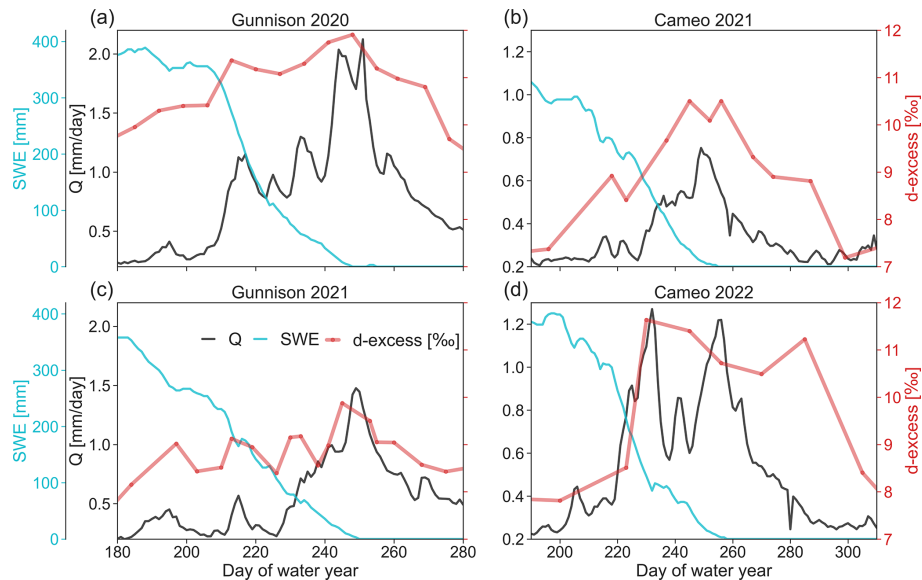 (a) Gunnison 2020
(b) Cameo 2021
400
300
200
100
0
SWE [mm]
2.0
1.5
1.0
0.5
Q [mm/day]
1.2
1.0
0.8
0.6
0.4
0.2
12
11
10
9
8
7
d-excess [‰]
(c) Gunnison 2021
(d) Cameo 2022
Q SWE d-excess [‰]
400
300
200
100
0
SWE [mm]
2.0
1.5
1.0
0.5
Q [mm/day]
1.2
1.0
0.8
0.6
0.4
0.2
12
11
10
9
8
7
d-excess [‰]
180 200 220 240 260 280
200 220 240 260 280 300
Day of water year
Day of water year